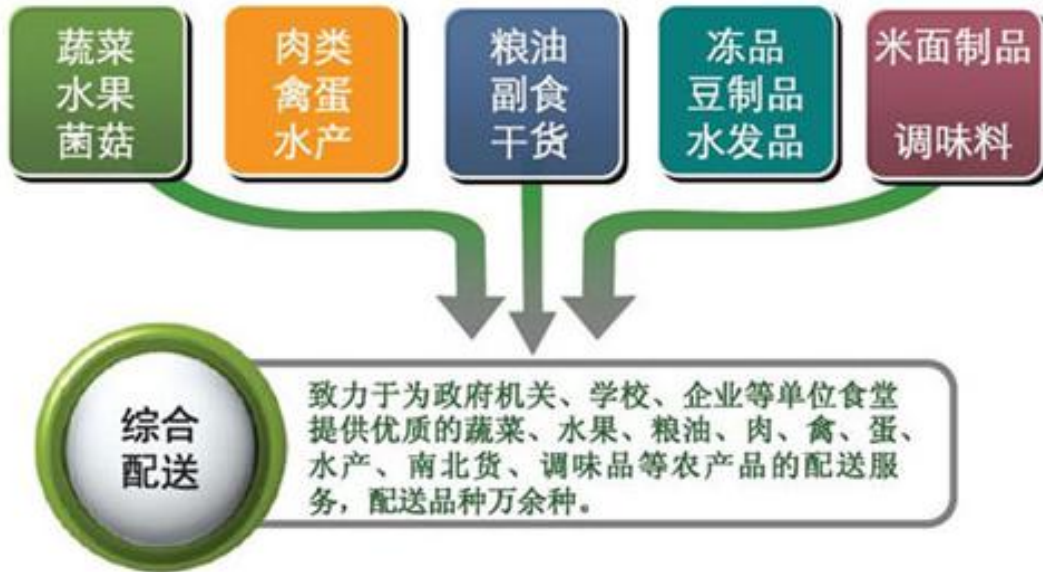 蔬菜
水果
菌菇
肉类
禽蛋
水产
粮油
副食
干货
冻品
豆制品
水发品
米面制品
调味料
综合
配送
致力于为政府机关、学校、企业等单位食堂
提供优质的蔬菜、水果、粮油、肉、禽、蛋、
水产、南北货、调味品等农产品的配送服
务，配送品种万余种。